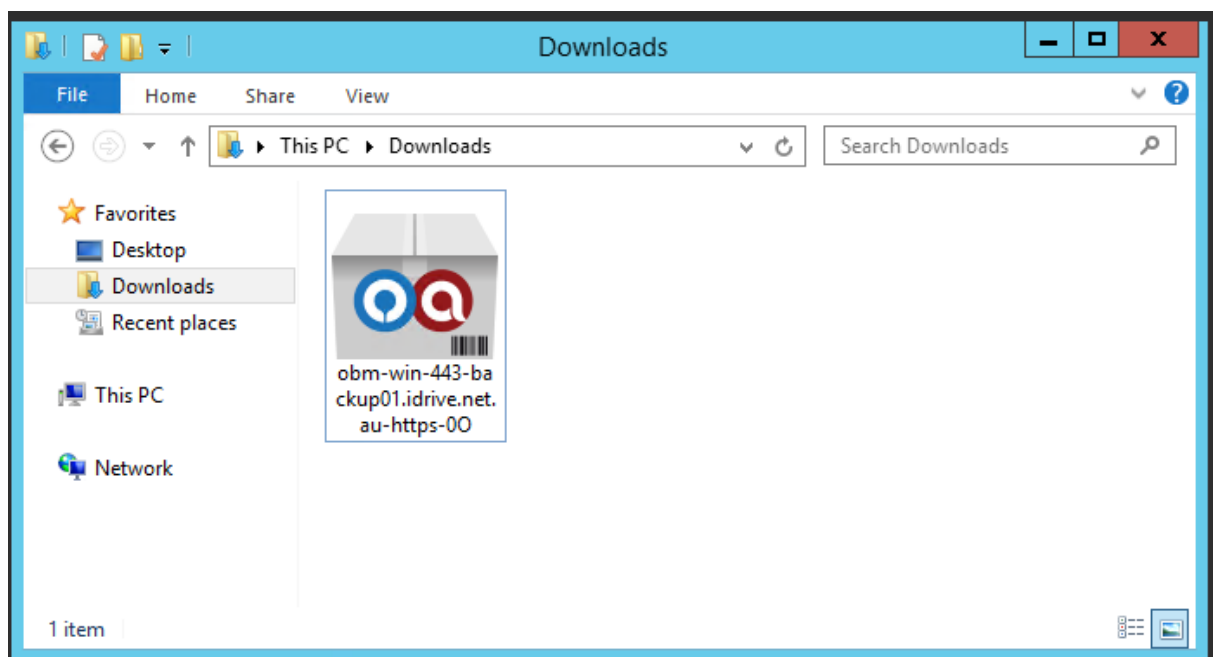 Downloads
File Home Share View
This PC Downloads
Search Downloads
Favorites
Desktop
Downloads
Recent places
This PC
Network
obm-win-443-ba
ckup01.idrive.net.
au-https-0O
1 item